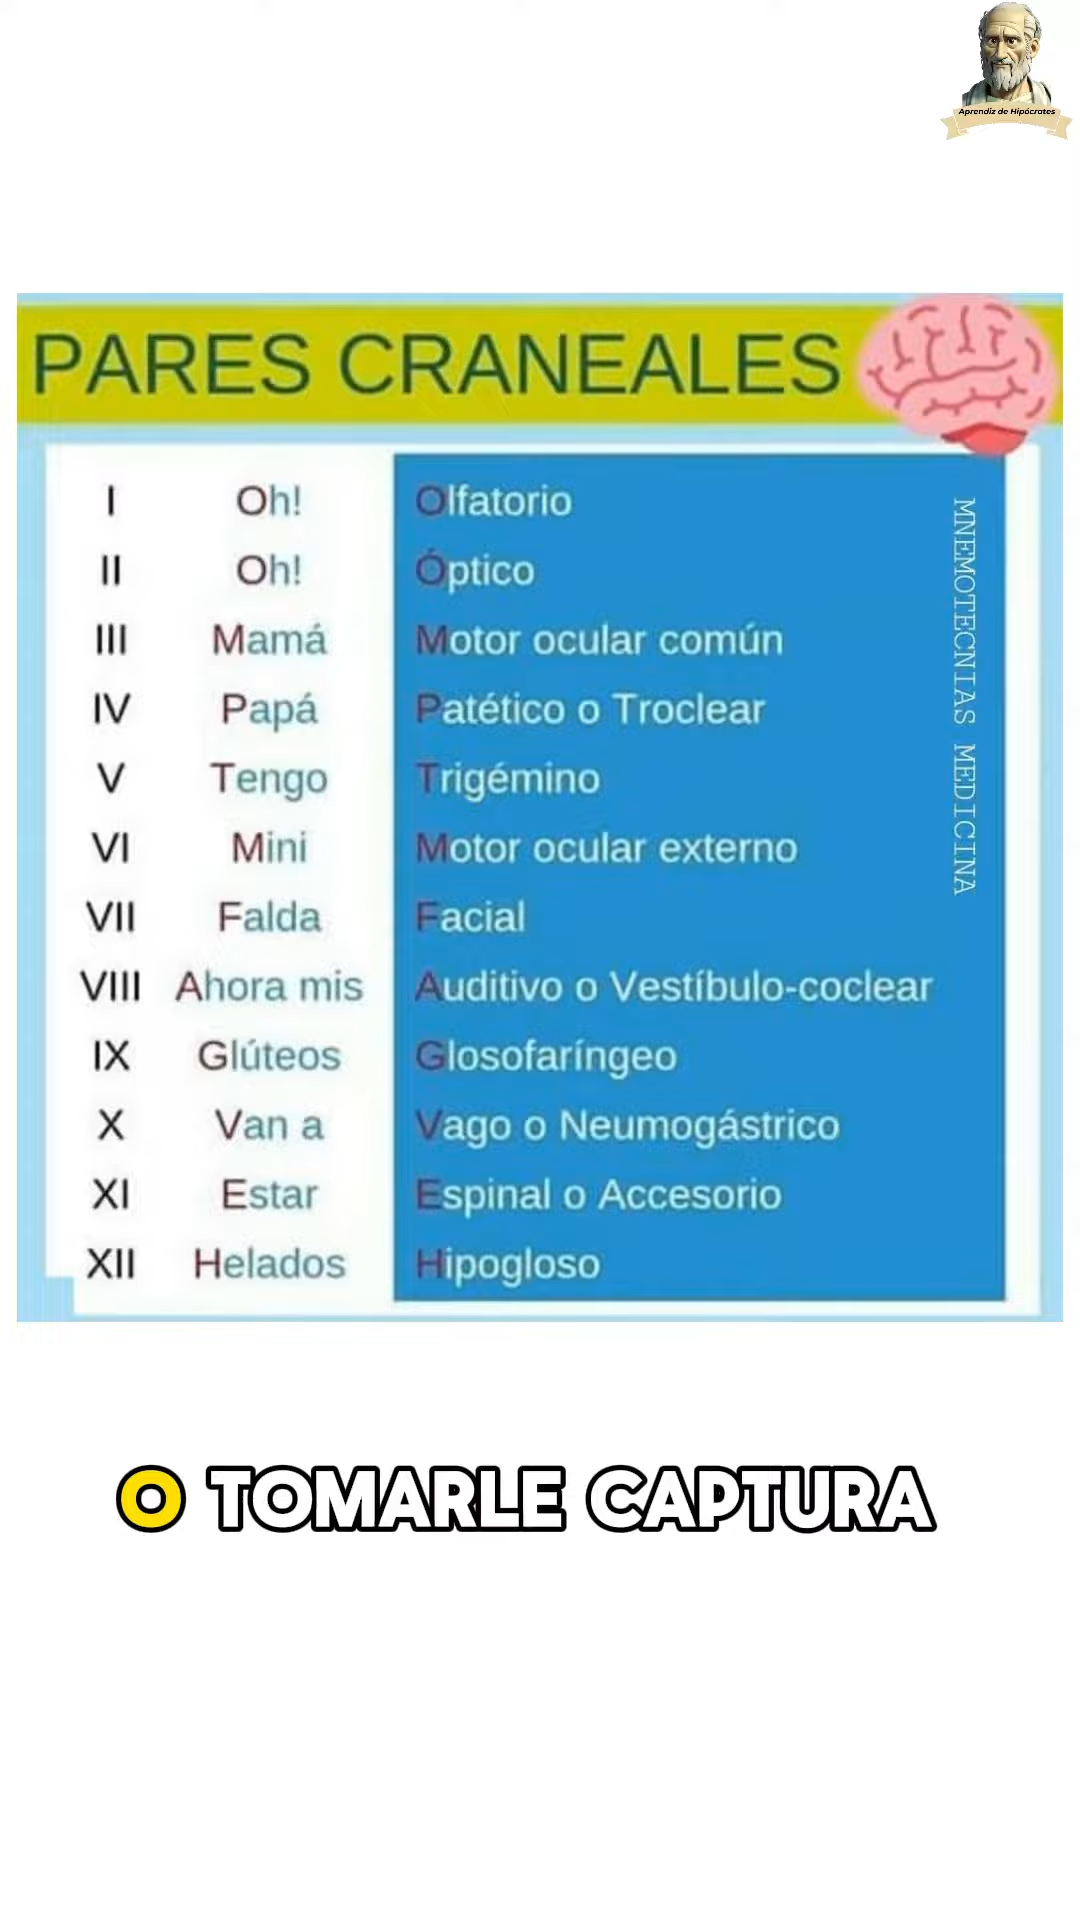 Aprendiz de Hipócrates
PARES CRANEALES
I Oh! Olfatorio
II Oh! Óptico
III Mamá Motor ocular común
IV Papá Patético o Troclear
V Tengo Trigémino
VI Mini Motor ocular externo
VII Falda Facial
VIII Ahora mis Auditivo o Vestíbulo-coclear
IX Glúteos Glosofaríngeo
X Van a Vago o Neumogástrico
XI Estar Espinal o Accesorio
XII Helados Hipogloso
MNEMOTECNIAS MEDICINA
O TOMARLE CAPTURA